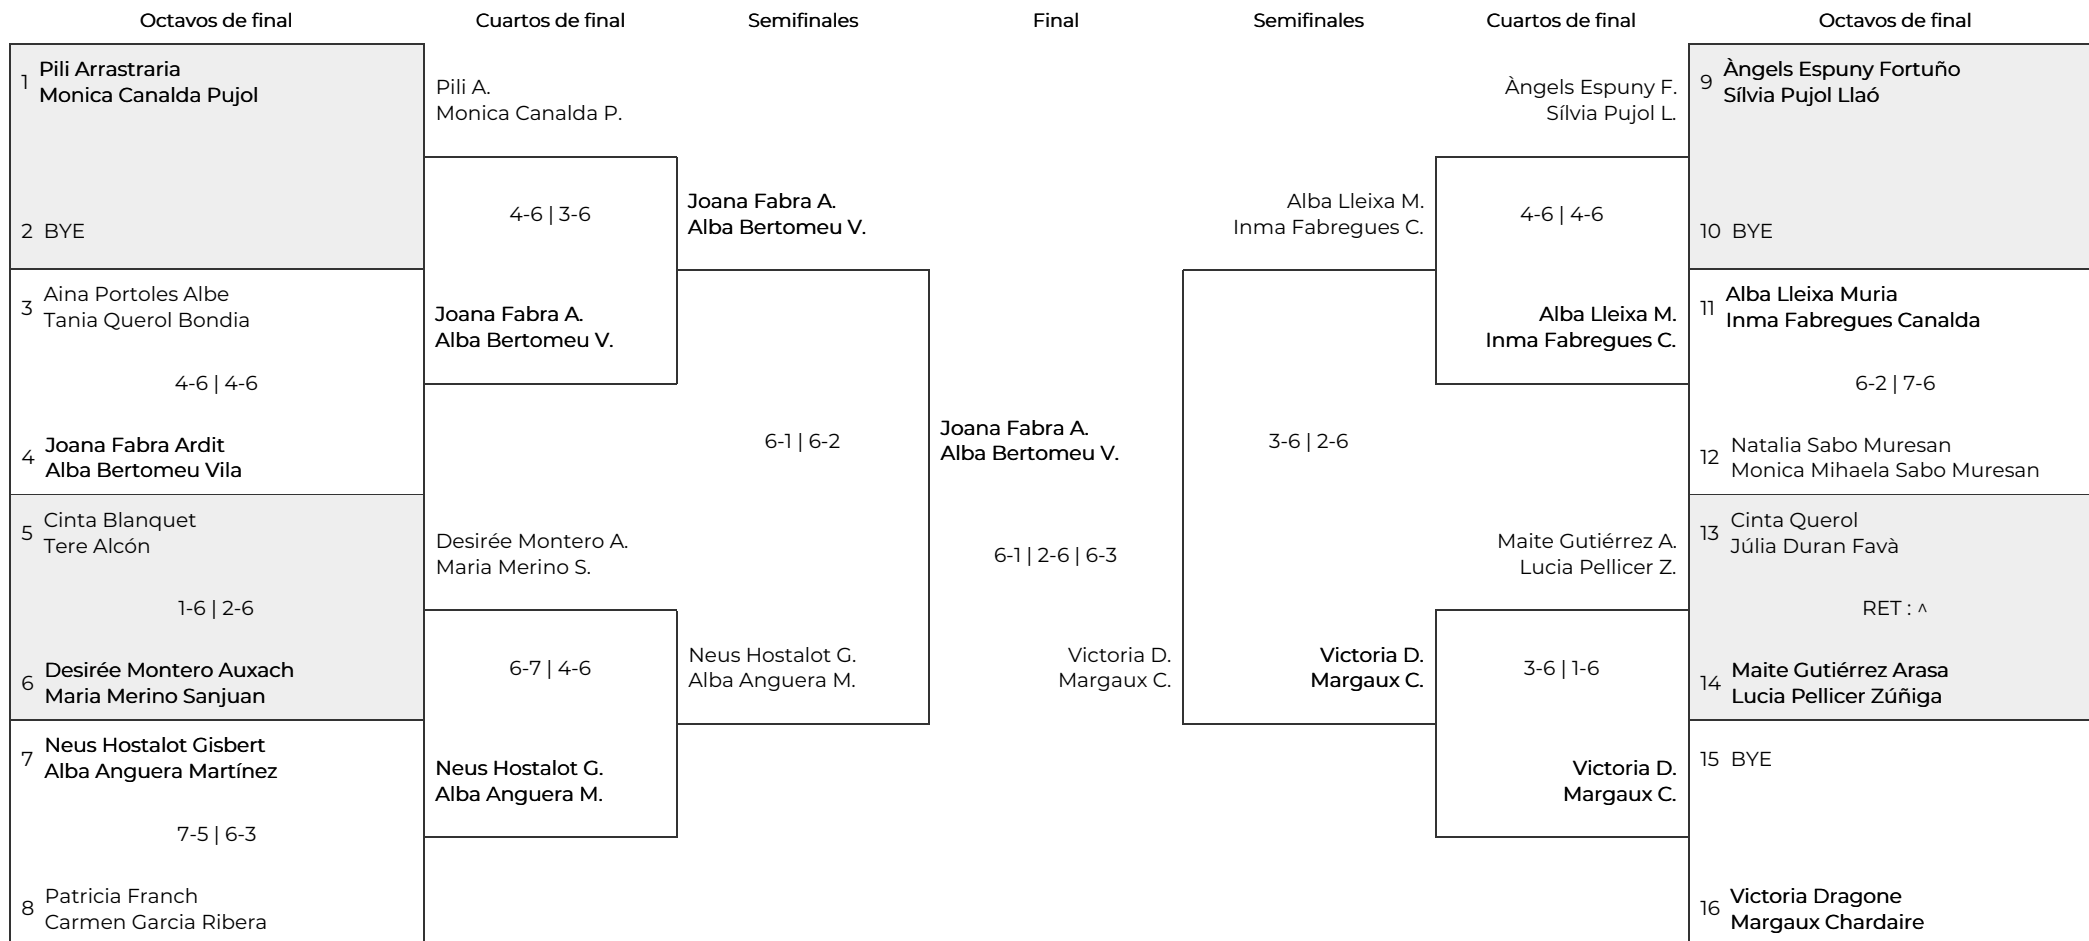 Octavos de final
Cuartos de final
Semifinales
Final
Semifinales
Cuartos de final
Octavos de final
1
Pili Arrastraria
Monica Canalda Pujol
2 BYE
3
Aina Portoles Albe
Tania Querol Bondia
4-6 | 4-6
4
Joana Fabra Ardit
Alba Bertomeu Vila
5
Cinta Blanquet
Tere Alcón
1-6 | 2-6
6
Desirée Montero Auxach
Maria Merino Sanjuan
7
Neus Hostalot Gisbert
Alba Anguera Martínez
7-5 | 6-3
8
Patricia Franch
Carmen Garcia Ribera
Pili A.
Monica Canalda P.
4-6 | 3-6
Joana Fabra A.
Alba Bertomeu V.
Desirée Montero A.
Maria Merino S.
6-7 | 4-6
Neus Hostalot G.
Alba Anguera M.
Joana Fabra A.
Alba Bertomeu V.
6-1 | 6-2
Neus Hostalot G.
Alba Anguera M.
Joana Fabra A.
Alba Bertomeu V.
6-1 | 2-6 | 6-3
Victoria D.
Margaux C.
Alba Lleixa M.
Inma Fabregues C.
3-6 | 2-6
Victoria D.
Margaux C.
Àngels Espuny F.
Sílvia Pujol L.
4-6 | 4-6
Alba Lleixa M.
Inma Fabregues C.
Maite Gutiérrez A.
Lucia Pellicer Z.
3-6 | 1-6
Victoria D.
Margaux C.
9
Àngels Espuny Fortuño
Sílvia Pujol Llaó
10 BYE
11
Alba Lleixa Muria
Inma Fabregues Canalda
6-2 | 7-6
12
Natalia Sabo Muresan
Monica Mihaela Sabo Muresan
13
Cinta Querol
Júlia Duran Favà
RET : ^
14
Maite Gutiérrez Arasa
Lucia Pellicer Zúñiga
15 BYE
16
Victoria Dragone
Margaux Chardaire